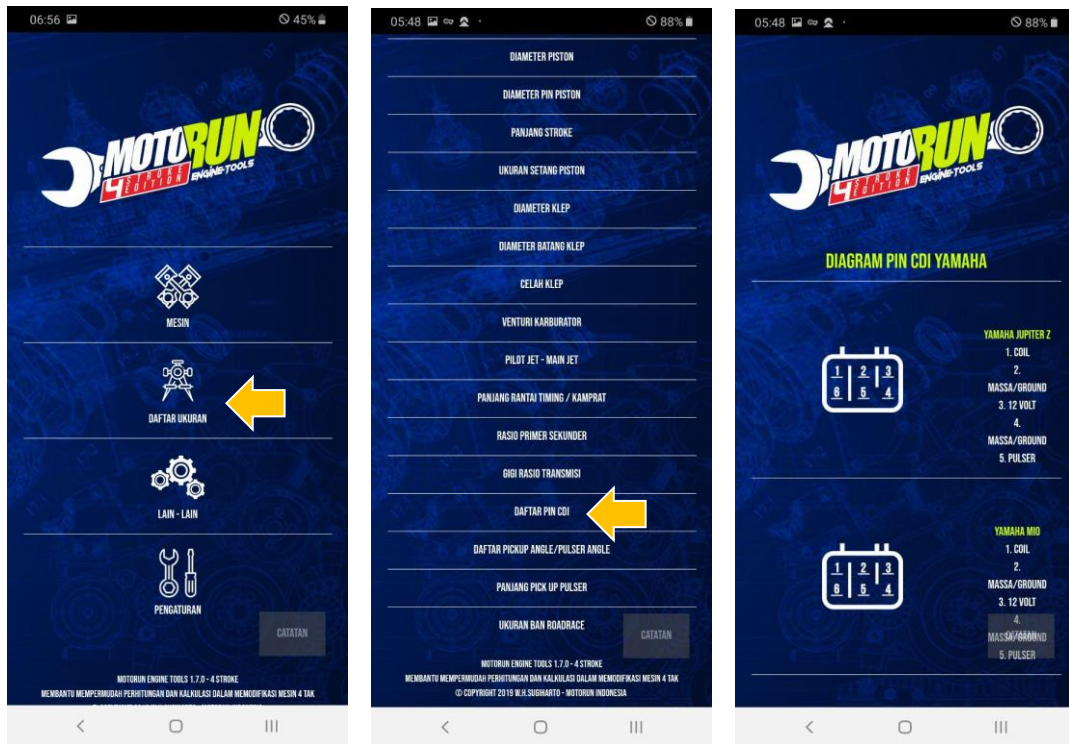 06:56
45%
MOTORUN
4 STROKE
EDITION
ENGINE-TOOLS
MESIN
DAFTAR UKURAN
LAIN - LAIN
PENGATURAN
CATATAN
MOTORUN ENGINE TOOLS 1.7.0 - 4 STROKE
MEMBANTU MEMPERMUDAH PERHITUNGAN DAN KALKULASI DALAM MEMODIFIKASI MESIN 4 TAK
05:48
88%
DIAMETER PISTON
DIAMETER PIN PISTON
PANJANG STROKE
UKURAN SETANG PISTON
DIAMETER KLEP
DIAMETER BATANG KLEP
CELAH KLEP
VENTURI KARBURATOR
PILOT JET - MAIN JET
PANJANG RANTAI TIMING / KAMPRAT
RASIO PRIMER SEKUNDER
GIGI RASIO TRANSMISI
DAFTAR PIN CDI
DAFTAR PICKUP ANGLE/PULSER ANGLE
PANJANG PICK UP PULSER
UKURAN BAN ROADRACE
CATATAN
MOTORUN ENGINE TOOLS 1.7.0 - 4 STROKE
MEMBANTU MEMPERMUDAH PERHITUNGAN DAN KALKULASI DALAM MEMODIFIKASI MESIN 4 TAK
© COPYRIGHT 2019 W.H.SUGIHARTO - MOTORUN INDONESIA
05:48
88%
MOTORUN
4 STROKE
EDITION
ENGINE-TOOLS
DIAGRAM PIN CDI YAMAHA
1 2 3
6 5 4
YAMAHA JUPITER Z
1. COIL
2.
MASSA/GROUND
3. 12 VOLT
4.
MASSA/GROUND
5. PULSER
1 2 3
6 5 4
YAMAHA MIO
1. COIL
2.
MASSA/GROUND
3. 12 VOLT
4.
MASSA/GROUND
CATATAN
5. PULSER